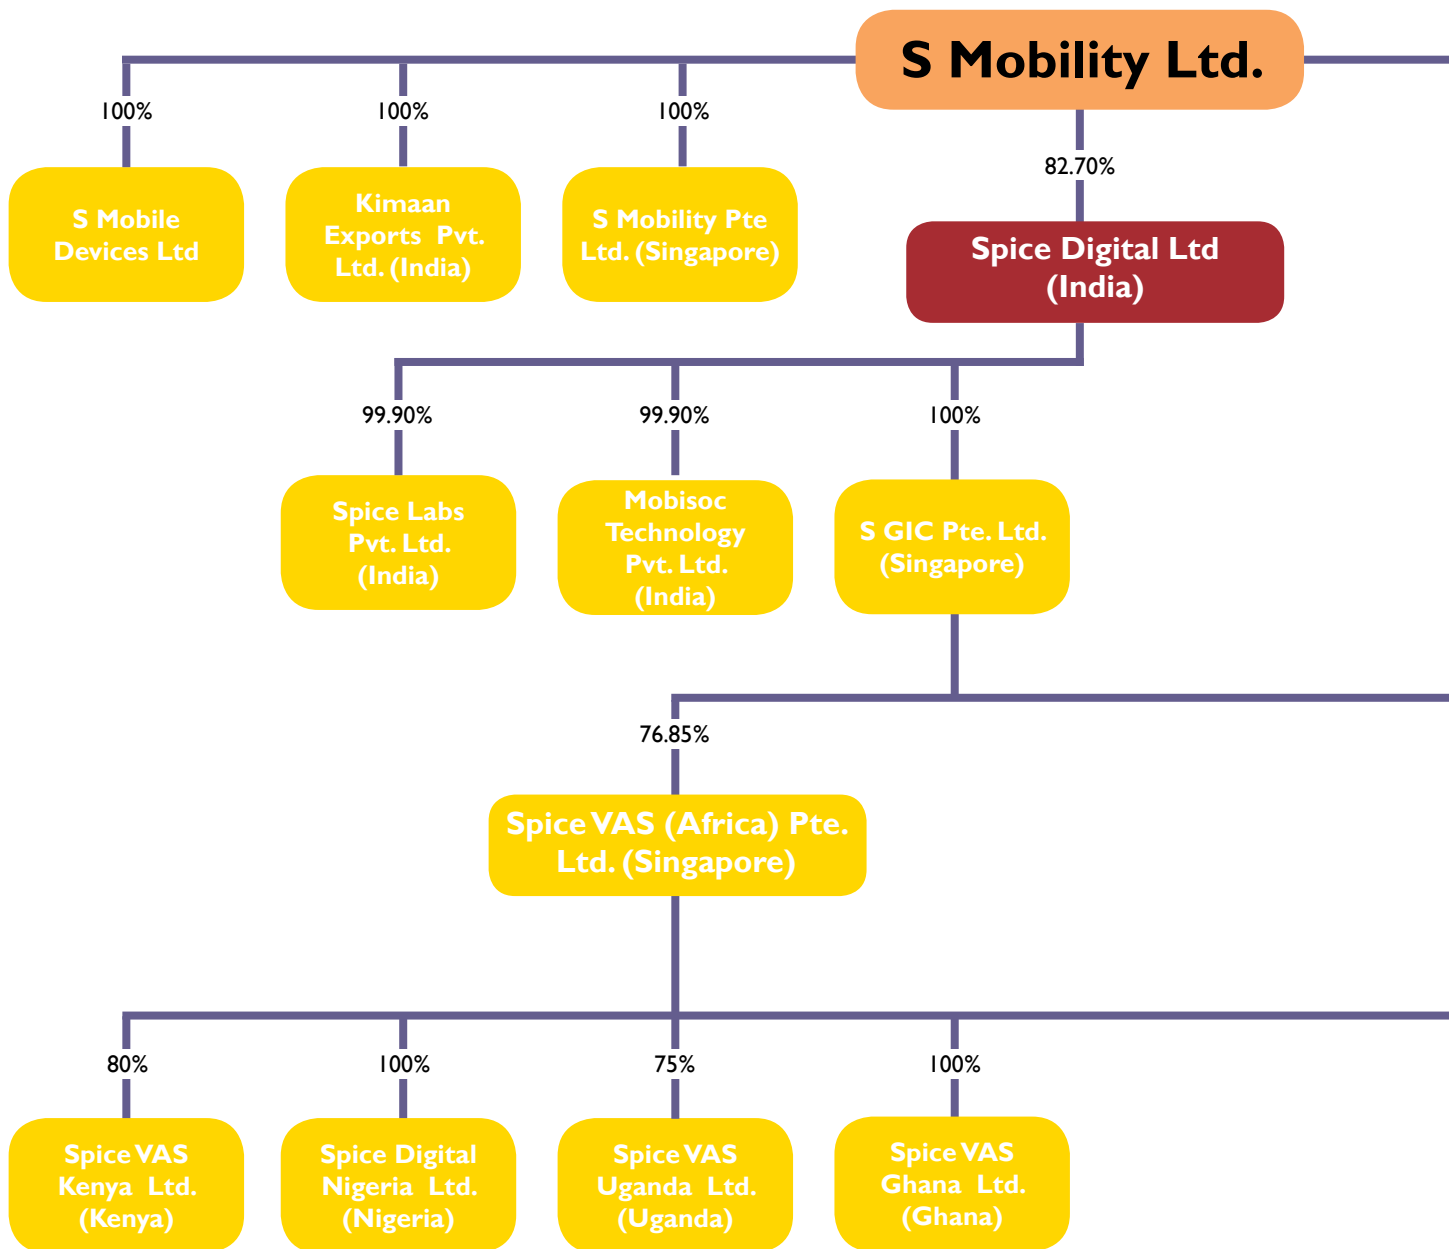 S Mobility Ltd.
100%
100%
100%
82.70%
S Mobile
Devices Ltd
Kimaan
Exports Pvt.
Ltd. (India)
S Mobility Pte
Ltd. (Singapore)
Spice Digital Ltd
(India)
99.90%
99.90%
100%
Spice Labs
Pvt. Ltd.
(India)
Mobisoc
Technology
Pvt. Ltd.
(India)
S GIC Pte. Ltd.
(Singapore)
76.85%
Spice VAS (Africa) Pte.
Ltd. (Singapore)
80%
100%
75%
100%
Spice VAS
Kenya Ltd.
(Kenya)
Spice Digital
Nigeria Ltd.
(Nigeria)
Spice VAS
Uganda Ltd.
(Uganda)
Spice VAS
Ghana Ltd.
(Ghana)